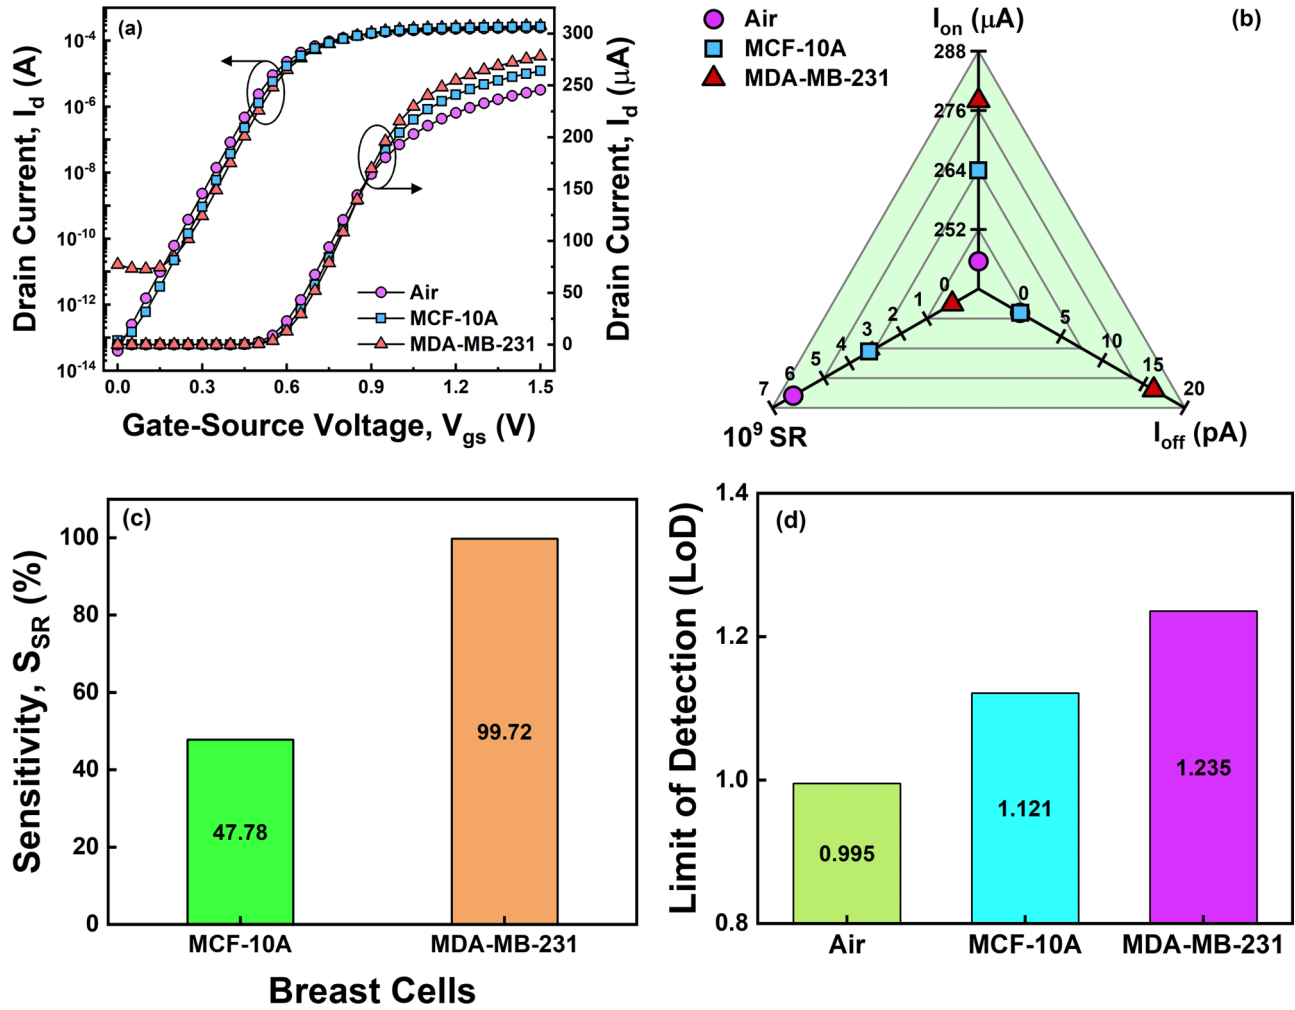 (a)
Drain Current, I_d (A)
10^-4
10^-6
10^-8
10^-10
10^-12
10^-14
300
250
200
150
100
50
0
Drain Current, I_d (μA)
Air
MCF-10A
MDA-MB-231
0.0 0.3 0.6 0.9 1.2 1.5
Gate-Source Voltage, V_gs (V)
Air
MCF-10A
MDA-MB-231
I_on (μA)
(b)
288
276
264
252
0 1 2 3 4 5 6 7
0 5 10 15 20
10^9 SR
I_off (pA)
(c)
Sensitivity, S_SR (%)
100
80
60
40
20
0
47.78
99.72
MCF-10A MDA-MB-231
Breast Cells
(d)
Limit of Detection (LoD)
1.4
1.2
1.0
0.8
0.995
1.121
1.235
Air MCF-10A MDA-MB-231